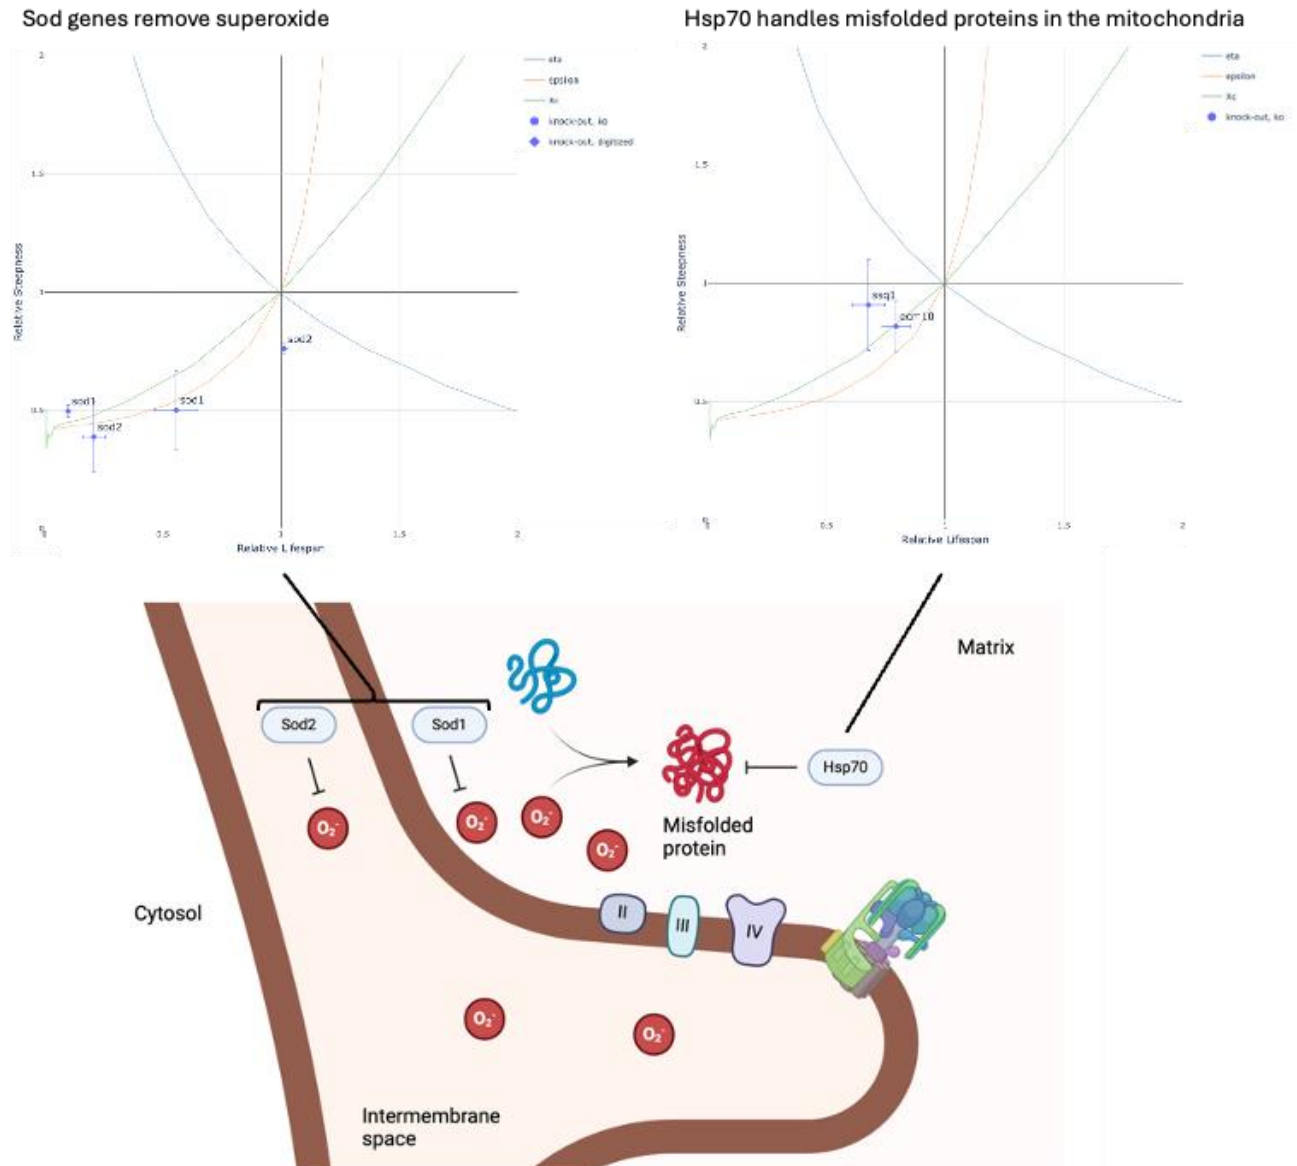 Sod genes remove superoxide
Hsp70 handles misfolded proteins in the mitochondria
2
1.5
1
0.5
0
Relative Steepness
0
0.5
1
1.5
2
Relative Lifespan
eta
epsilon
Xc
knock-out, ko
knock-out, digitized
sod2
sod1
sod1
sod2
2
1.5
1
0.5
0
Relative Steepness
0.5
1
1.5
2
Relative Lifespan
eta
epsilon
Xc
knock-out, ko
ssq1
ecm10
Matrix
Sod2
Sod1
Hsp70
O₂⁻
O₂⁻
O₂⁻
O₂⁻
Misfolded
protein
II
III
IV
Cytosol
O₂⁻
O₂⁻
Intermembrane
space